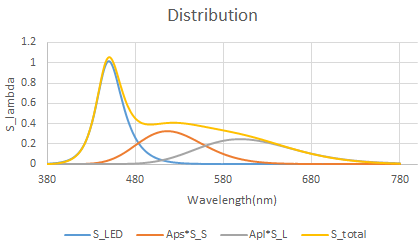 Distribution
1.2
1
0.8
0.6
0.4
0.2
0
S_lambda
380 480 580 680 780
Wavelength(nm)
S_LED Aps*S_S Apl*S_L S_total